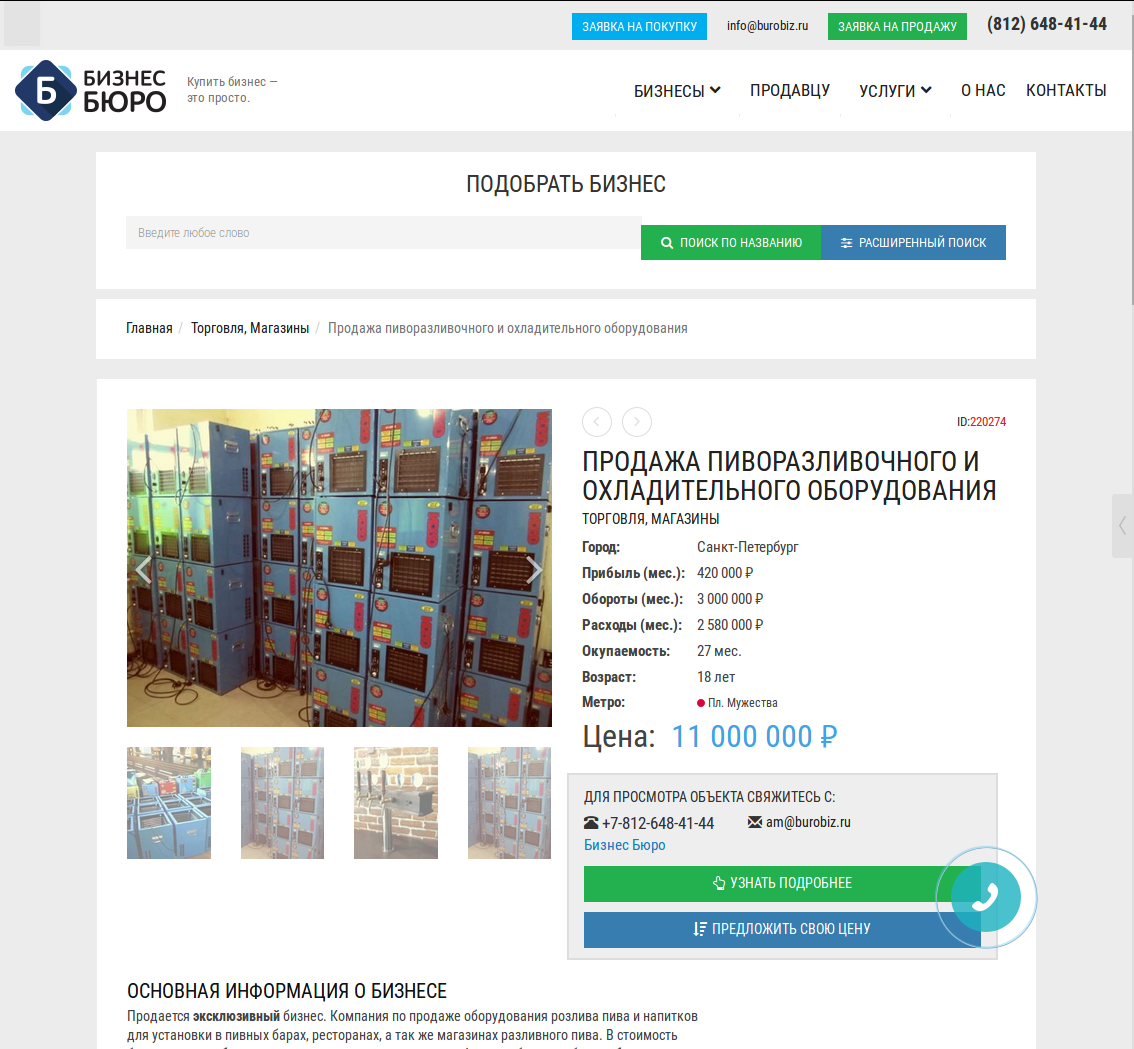 ЗАЯВКА НА ПОКУПКУ info@burobiz.ru ЗАЯВКА НА ПРОДАЖУ (812) 648-41-44
Б БИЗНЕС БЮРО
Купить бизнес —
это просто.
БИЗНЕСЫ ПРОДАВЦУ УСЛУГИ О НАС КОНТАКТЫ
ПОДОБРАТЬ БИЗНЕС
Введите любое слово
ПОИСК ПО НАЗВАНИЮ РАСШИРЕННЫЙ ПОИСК
Главная / Торговля, Магазины / Продажа пиворазливочного и охладительного оборудования
ID:220274
ПРОДАЖА ПИВОРАЗЛИВОЧНОГО И
ОХЛАДИТЕЛЬНОГО ОБОРУДОВАНИЯ
ТОРГОВЛЯ, МАГАЗИНЫ
Город: Санкт-Петербург
Прибыль (мес.): 420 000 ₽
Обороты (мес.): 3 000 000 ₽
Расходы (мес.): 2 580 000 ₽
Окупаемость: 27 мес.
Возраст: 18 лет
Метро: Пл. Мужества
Цена: 11 000 000 ₽
ДЛЯ ПРОСМОТРА ОБЪЕКТА СВЯЖИТЕСЬ С:
+7-812-648-41-44 am@burobiz.ru
Бизнес Бюро
УЗНАТЬ ПОДРОБНЕЕ
ПРЕДЛОЖИТЬ СВОЮ ЦЕНУ
ОСНОВНАЯ ИНФОРМАЦИЯ О БИЗНЕСЕ
Продается эксклюзивный бизнес. Компания по продаже оборудования розлива пива и напитков
для установки в пивных барах, ресторанах, а так же магазинах разливного пива. В стоимость